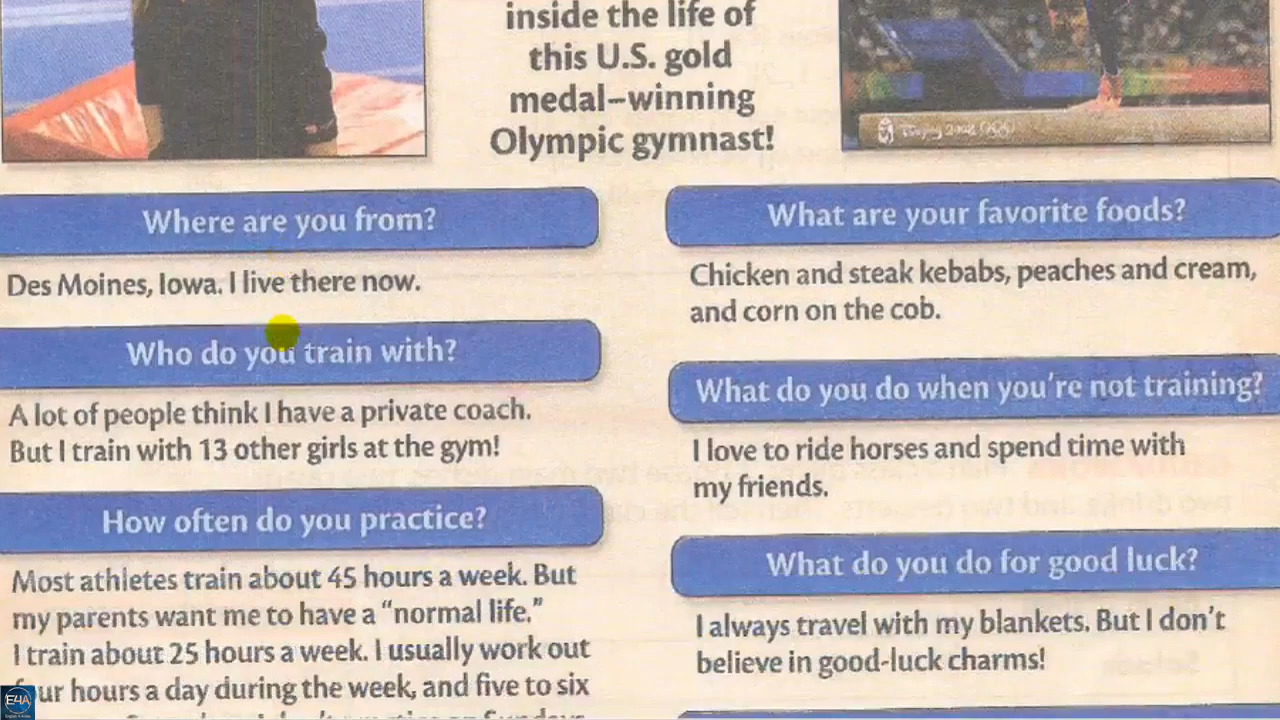 inside the life of
this U.S. gold
medal–winning
Olympic gymnast!
Beijing 2008
Where are you from?
Des Moines, Iowa. I live there now.
Who do you train with?
A lot of people think I have a private coach.
But I train with 13 other girls at the gym!
How often do you practice?
Most athletes train about 45 hours a week. But
my parents want me to have a “normal life.”
I train about 25 hours a week. I usually work out
four hours a day during the week, and five to six
What are your favorite foods?
Chicken and steak kebabs, peaches and cream,
and corn on the cob.
What do you do when you're not training?
I love to ride horses and spend time with
my friends.
What do you do for good luck?
I always travel with my blankets. But I don't
believe in good-luck charms!
E4A